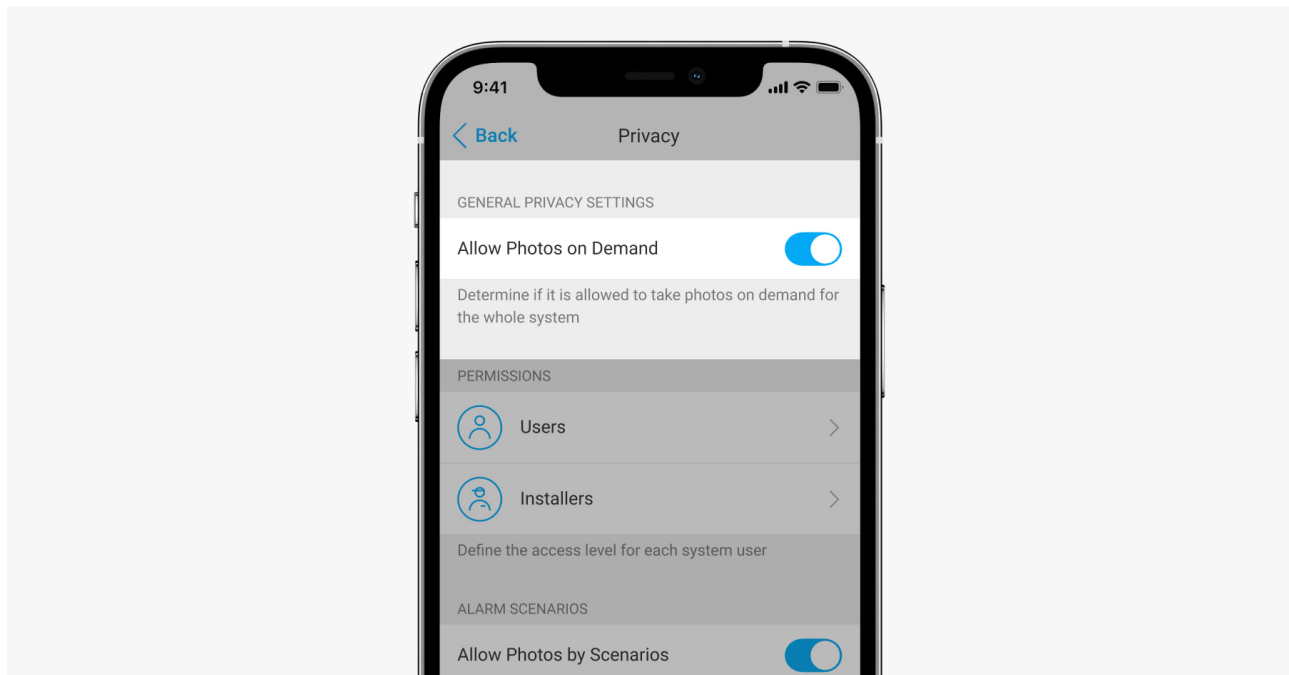 9:41
Back
Privacy
GENERAL PRIVACY SETTINGS
Allow Photos on Demand
Determine if it is allowed to take photos on demand for
the whole system
PERMISSIONS
Users
Installers
Define the access level for each system user
ALARM SCENARIOS
Allow Photos by Scenarios